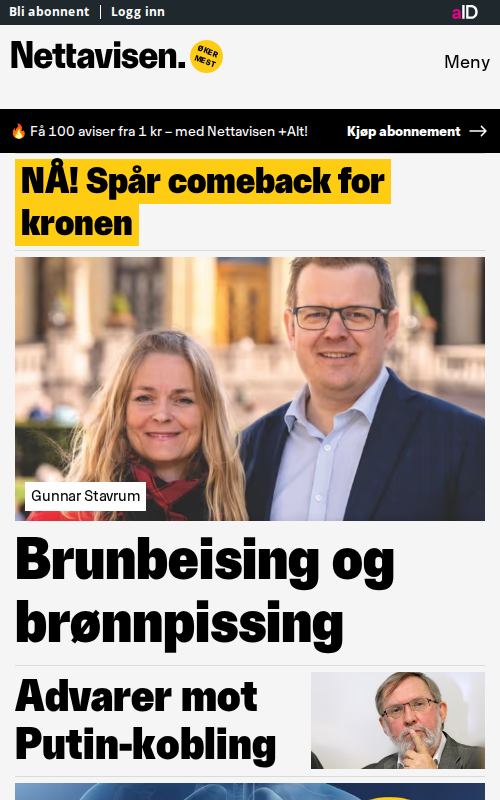 Bli abonnent | Logg inn
aID
Nettavisen.
ØKER
MEST
Meny
🔥 Få 100 aviser fra 1 kr – med Nettavisen +Alt!
Kjøp abonnement →
NÅ! Spår comeback for
kronen
Gunnar Stavrum
Brunbeising og
brønnpissing
Advarer mot
Putin-kobling